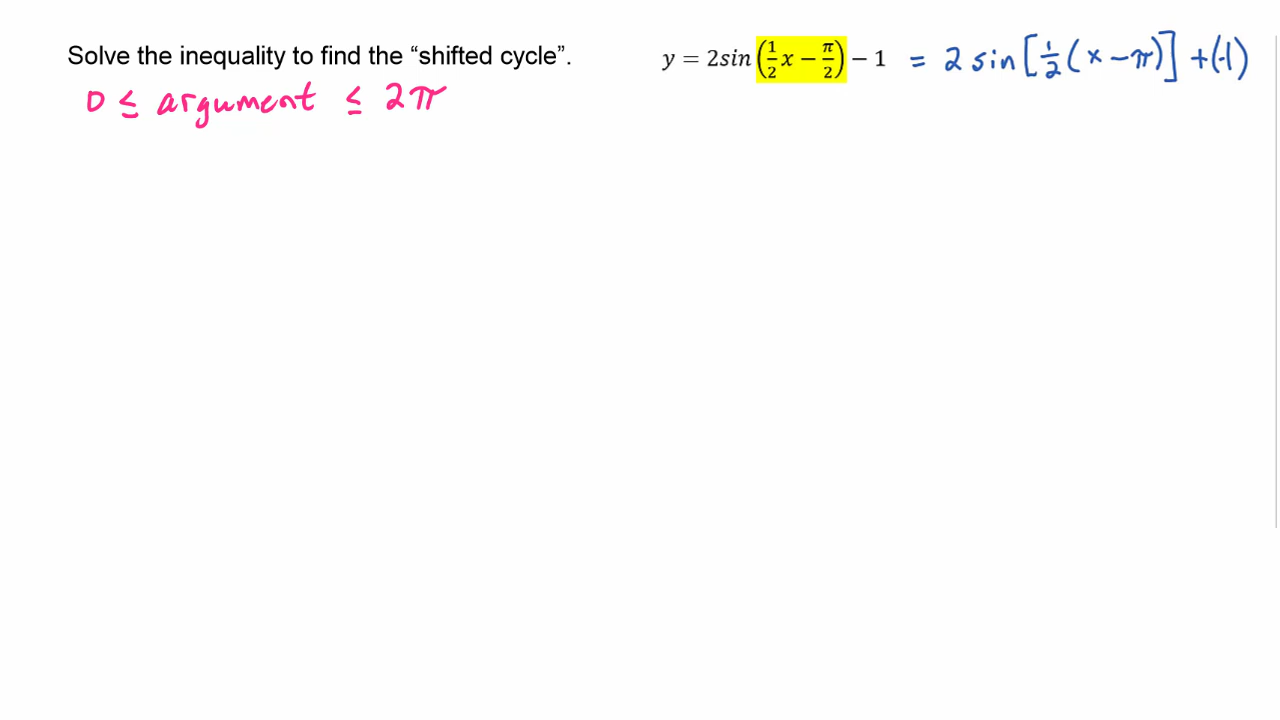 Solve the inequality to find the “shifted cycle”.
0 ≤ argument ≤ 2π
y = 2sin(1/2 x − π/2) − 1 = 2 sin[1/2(x − π)] + (-1)